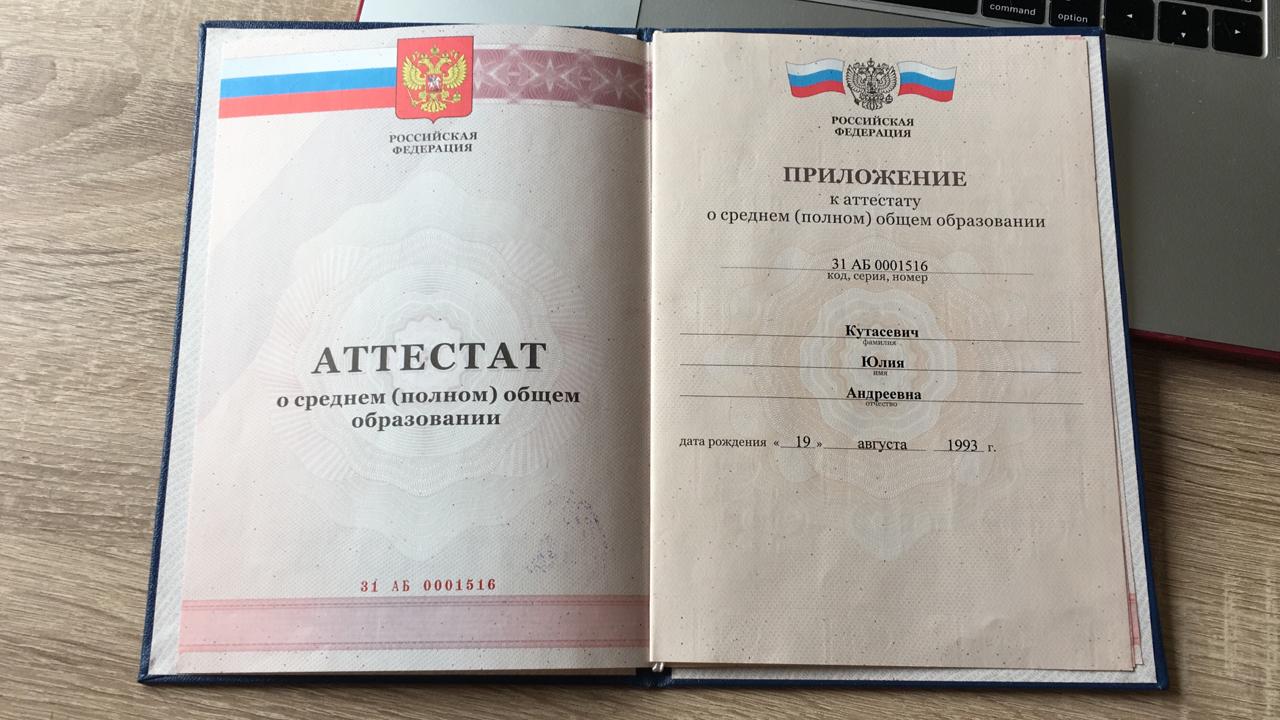 command
option
РОССИЙСКАЯ
ФЕДЕРАЦИЯ
АТТЕСТАТ
о среднем (полном) общем
образовании
31 АБ 0001516
РОССИЙСКАЯ
ФЕДЕРАЦИЯ
ПРИЛОЖЕНИЕ
к аттестату
о среднем (полном) общем образовании
31 АБ 0001516
код, серия, номер
Кутасевич
фамилия
Юлия
имя
Андреевна
отчество
дата рождения « 19 » августа 1993 г.